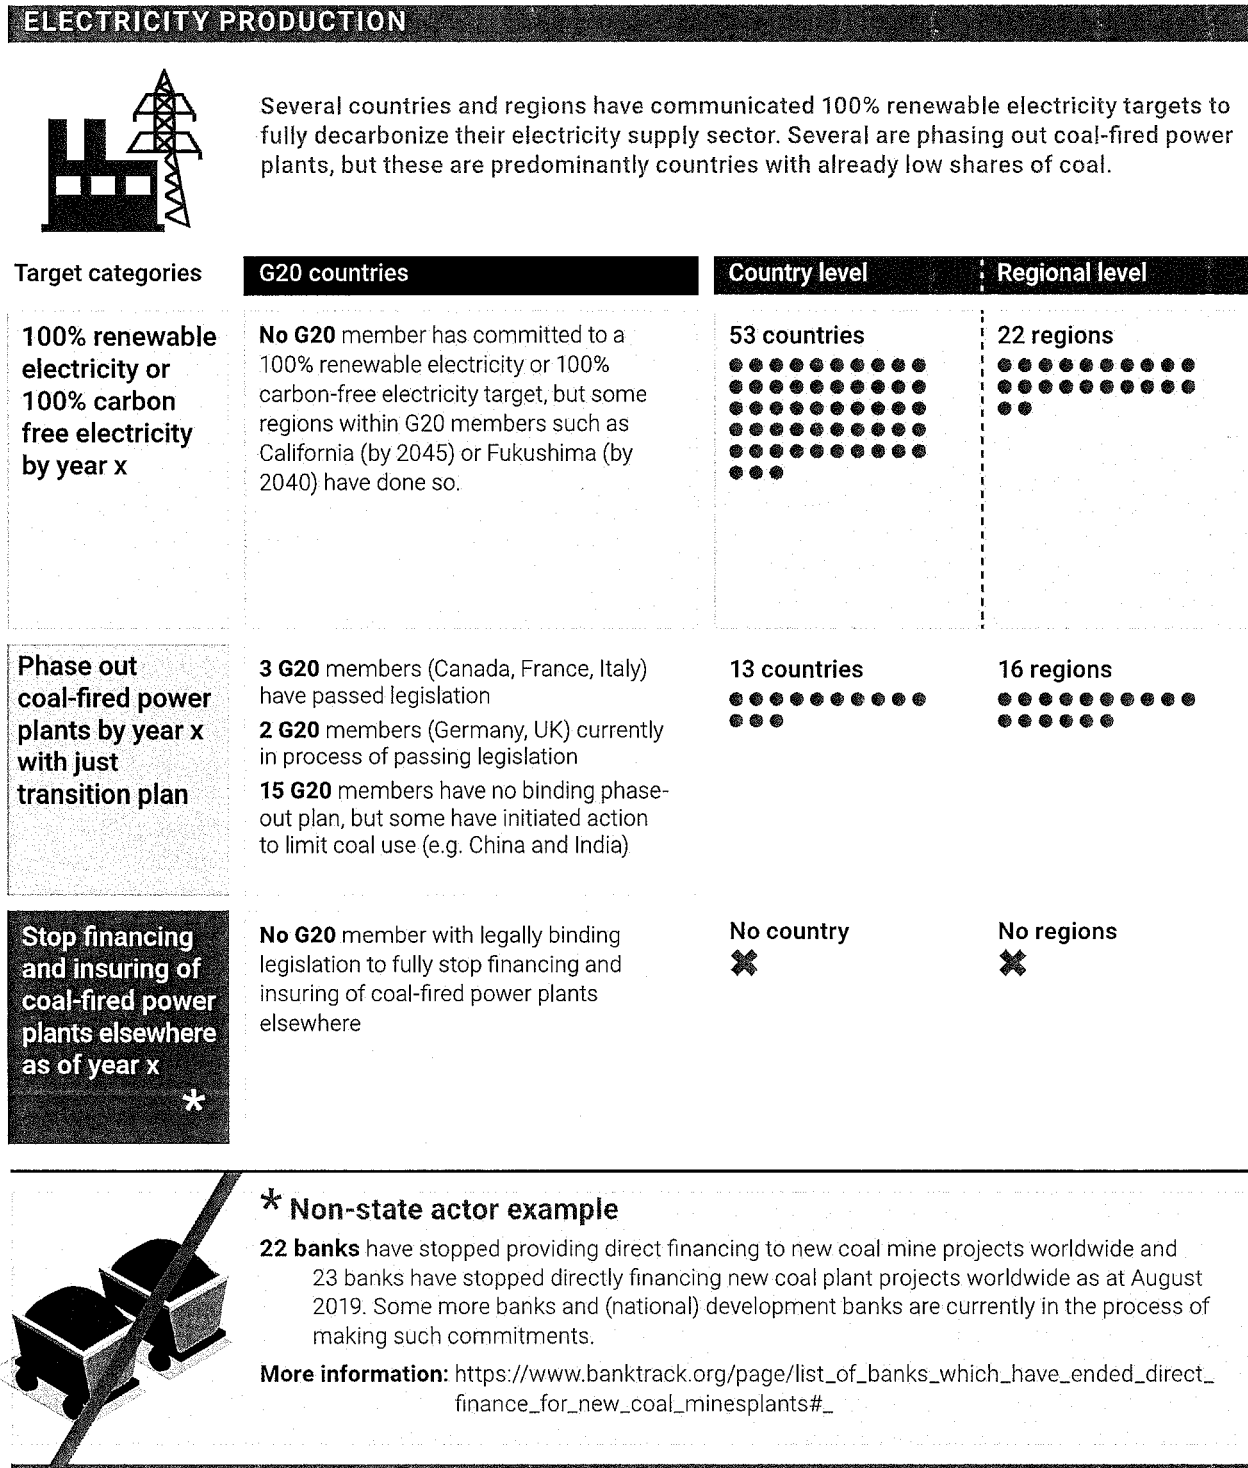 ELECTRICITY PRODUCTION
Several countries and regions have communicated 100% renewable electricity targets to
fully decarbonize their electricity supply sector. Several are phasing out coal-fired power
plants, but these are predominantly countries with already low shares of coal.
Target categories
G20 countries
Country level
Regional level
100% renewable
electricity or
100% carbon
free electricity
by year x
No G20 member has committed to a
100% renewable electricity or 100%
carbon-free electricity target, but some
regions within G20 members such as
California (by 2045) or Fukushima (by
2040) have done so.
53 countries
22 regions
Phase out
coal-fired power
plants by year x
with just
transition plan
3 G20 members (Canada, France, Italy)
have passed legislation
2 G20 members (Germany, UK) currently
in process of passing legislation
15 G20 members have no binding phase-
out plan, but some have initiated action
to limit coal use (e.g. China and India)
13 countries
16 regions
Stop financing
and insuring of
coal-fired power
plants elsewhere
as of year x
*
No G20 member with legally binding
legislation to fully stop financing and
insuring of coal-fired power plants
elsewhere
No country
No regions
* Non-state actor example
22 banks have stopped providing direct financing to new coal mine projects worldwide and
23 banks have stopped directly financing new coal plant projects worldwide as at August
2019. Some more banks and (national) development banks are currently in the process of
making such commitments.
More information: https://www.banktrack.org/page/list_of_banks_which_have_ended_direct_
finance_for_new_coal_minesplants#_